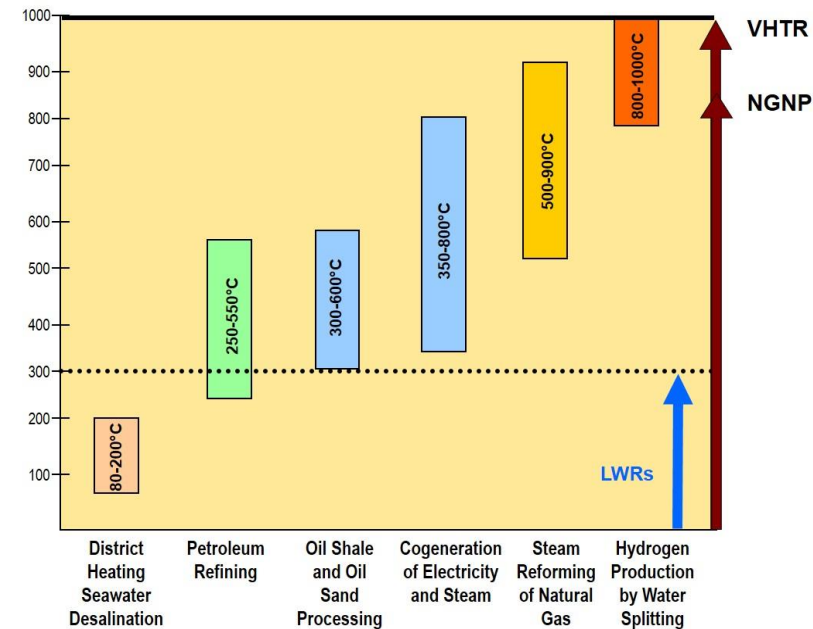 1000
900
800
700
600
500
400
300
200
100
80-200°C
250-550°C
300-600°C
350-800°C
500-900°C
800-1000°C
VHTR
NGNP
LWRs
District
Heating
Seawater
Desalination
Petroleum
Refining
Oil Shale
and Oil
Sand
Processing
Cogeneration
of Electricity
and Steam
Steam
Reforming
of Natural
Gas
Hydrogen
Production
by Water
Splitting